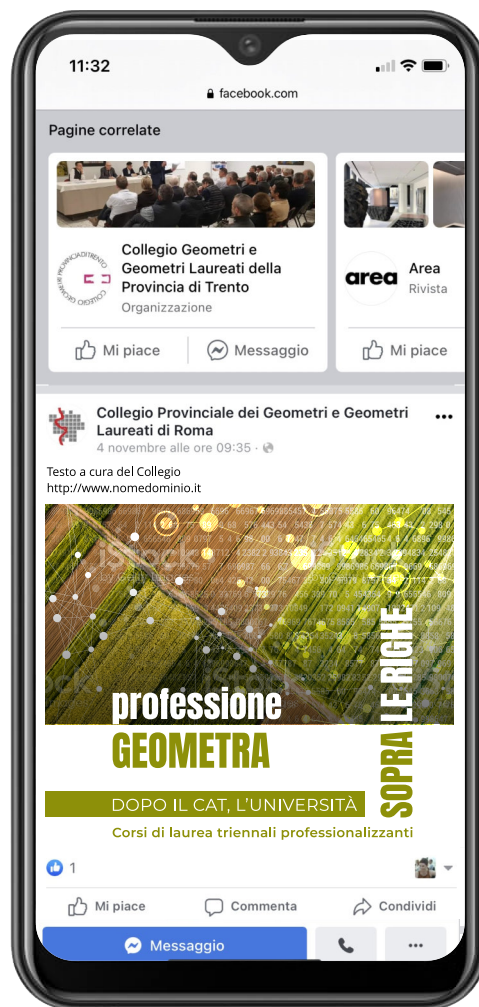 11:32
facebook.com
Pagine correlate
Collegio Geometri e
Geometri Laureati della
Provincia di Trento
Organizzazione
Mi piace
Messaggio
area
Area
Rivista
Mi piace
Collegio Provinciale dei Geometri e Geometri
Laureati di Roma
4 novembre alle ore 09:35 ·
Testo a cura del Collegio
http://www.nomedominio.it
iStock
professione
GEOMETRA
SOPRA LE RIGHE
DOPO IL CAT, L'UNIVERSITÀ
Corsi di laurea triennali professionalizzanti
1
Mi piace
Commenta
Condividi
Messaggio